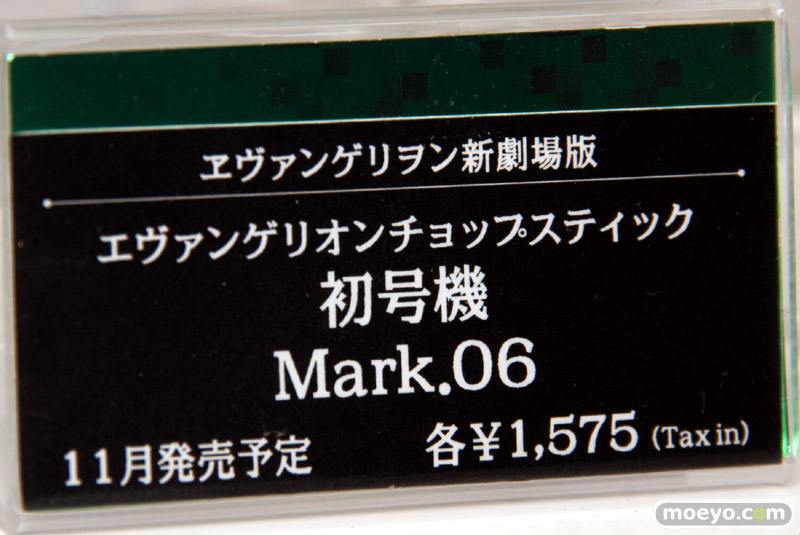 ヱヴァンゲリヲン新劇場版
エヴァンゲリオンチョップスティック
初号機
Mark.06
11月発売予定 各¥1,575 (Tax in)
moeyo.com